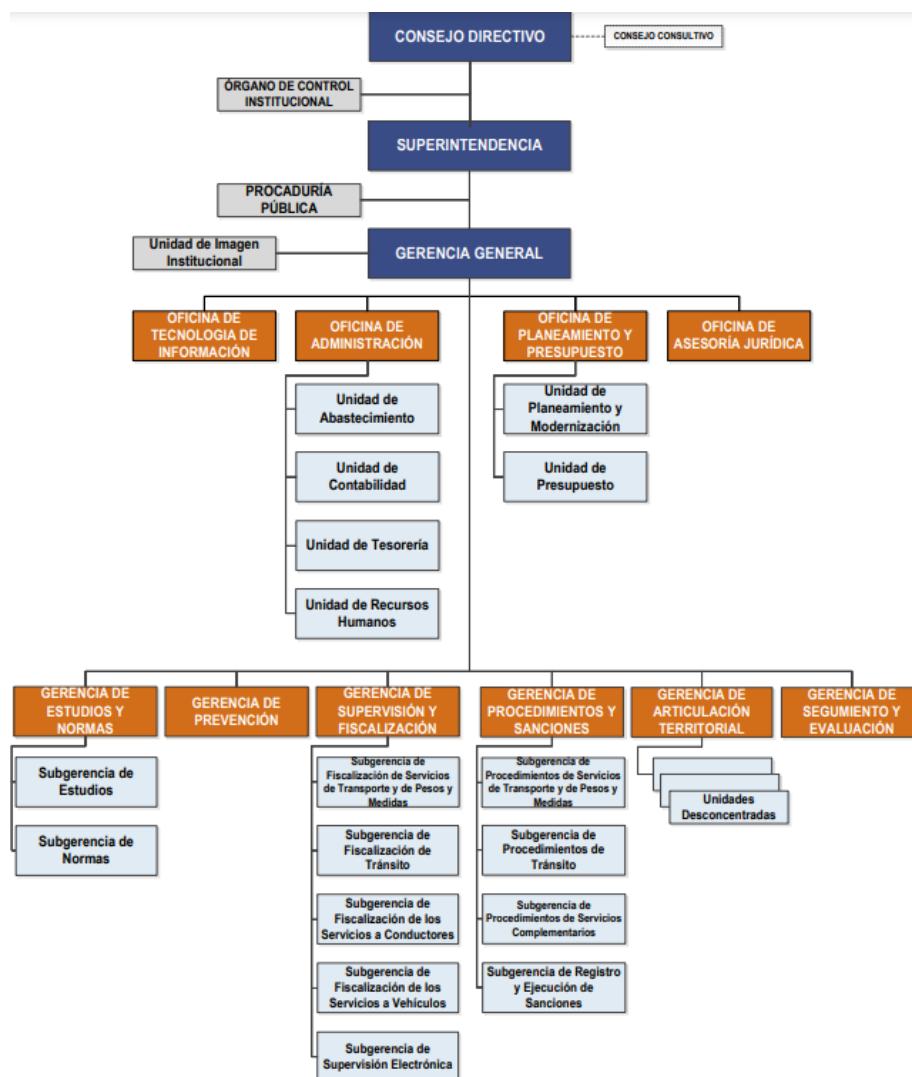 CONSEJO DIRECTIVO
CONSEJO CONSULTIVO
ÓRGANO DE CONTROL
INSTITUCIONAL
SUPERINTENDENCIA
PROCADURÍA
PÚBLICA
Unidad de Imagen
Institucional
GERENCIA GENERAL
OFICINA DE
TECNOLOGIA DE
INFORMACIÓN
OFICINA DE
ADMINISTRACIÓN
OFICINA DE
PLANEAMIENTO Y
PRESUPUESTO
OFICINA DE
ASESORÍA JURÍDICA
Unidad de
Abastecimiento
Unidad de
Contabilidad
Unidad de Tesorería
Unidad de Recursos
Humanos
Unidad de
Planeamiento y
Modernización
Unidad de
Presupuesto
GERENCIA DE
ESTUDIOS Y
NORMAS
GERENCIA DE
PREVENCIÓN
GERENCIA DE
SUPERVISIÓN Y
FISCALIZACIÓN
GERENCIA DE
PROCEDIMIENTOS Y
SANCIONES
GERENCIA DE
ARTICULACIÓN
TERRITORIAL
GERENCIA DE
SEGUMIENTO Y
EVALUACIÓN
Subgerencia de
Estudios
Subgerencia de
Normas
Subgerencia de
Fiscalización de Servicios
de Transporte y de Pesos y
Medidas
Subgerencia de
Fiscalización de
Tránsito
Subgerencia de
Fiscalización de los
Servicios a Conductores
Subgerencia de
Fiscalización de los
Servicios a Vehículos
Subgerencia de
Supervisión Electrónica
Subgerencia de
Procedimientos de Servicios
de Transporte y de Pesos y
Medidas
Subgerencia de
Procedimientos de
Tránsito
Subgerencia de
Procedimientos de Servicios
Complementarios
Subgerencia de Registro
y Ejecución de
Sanciones
Unidades
Desconcentradas